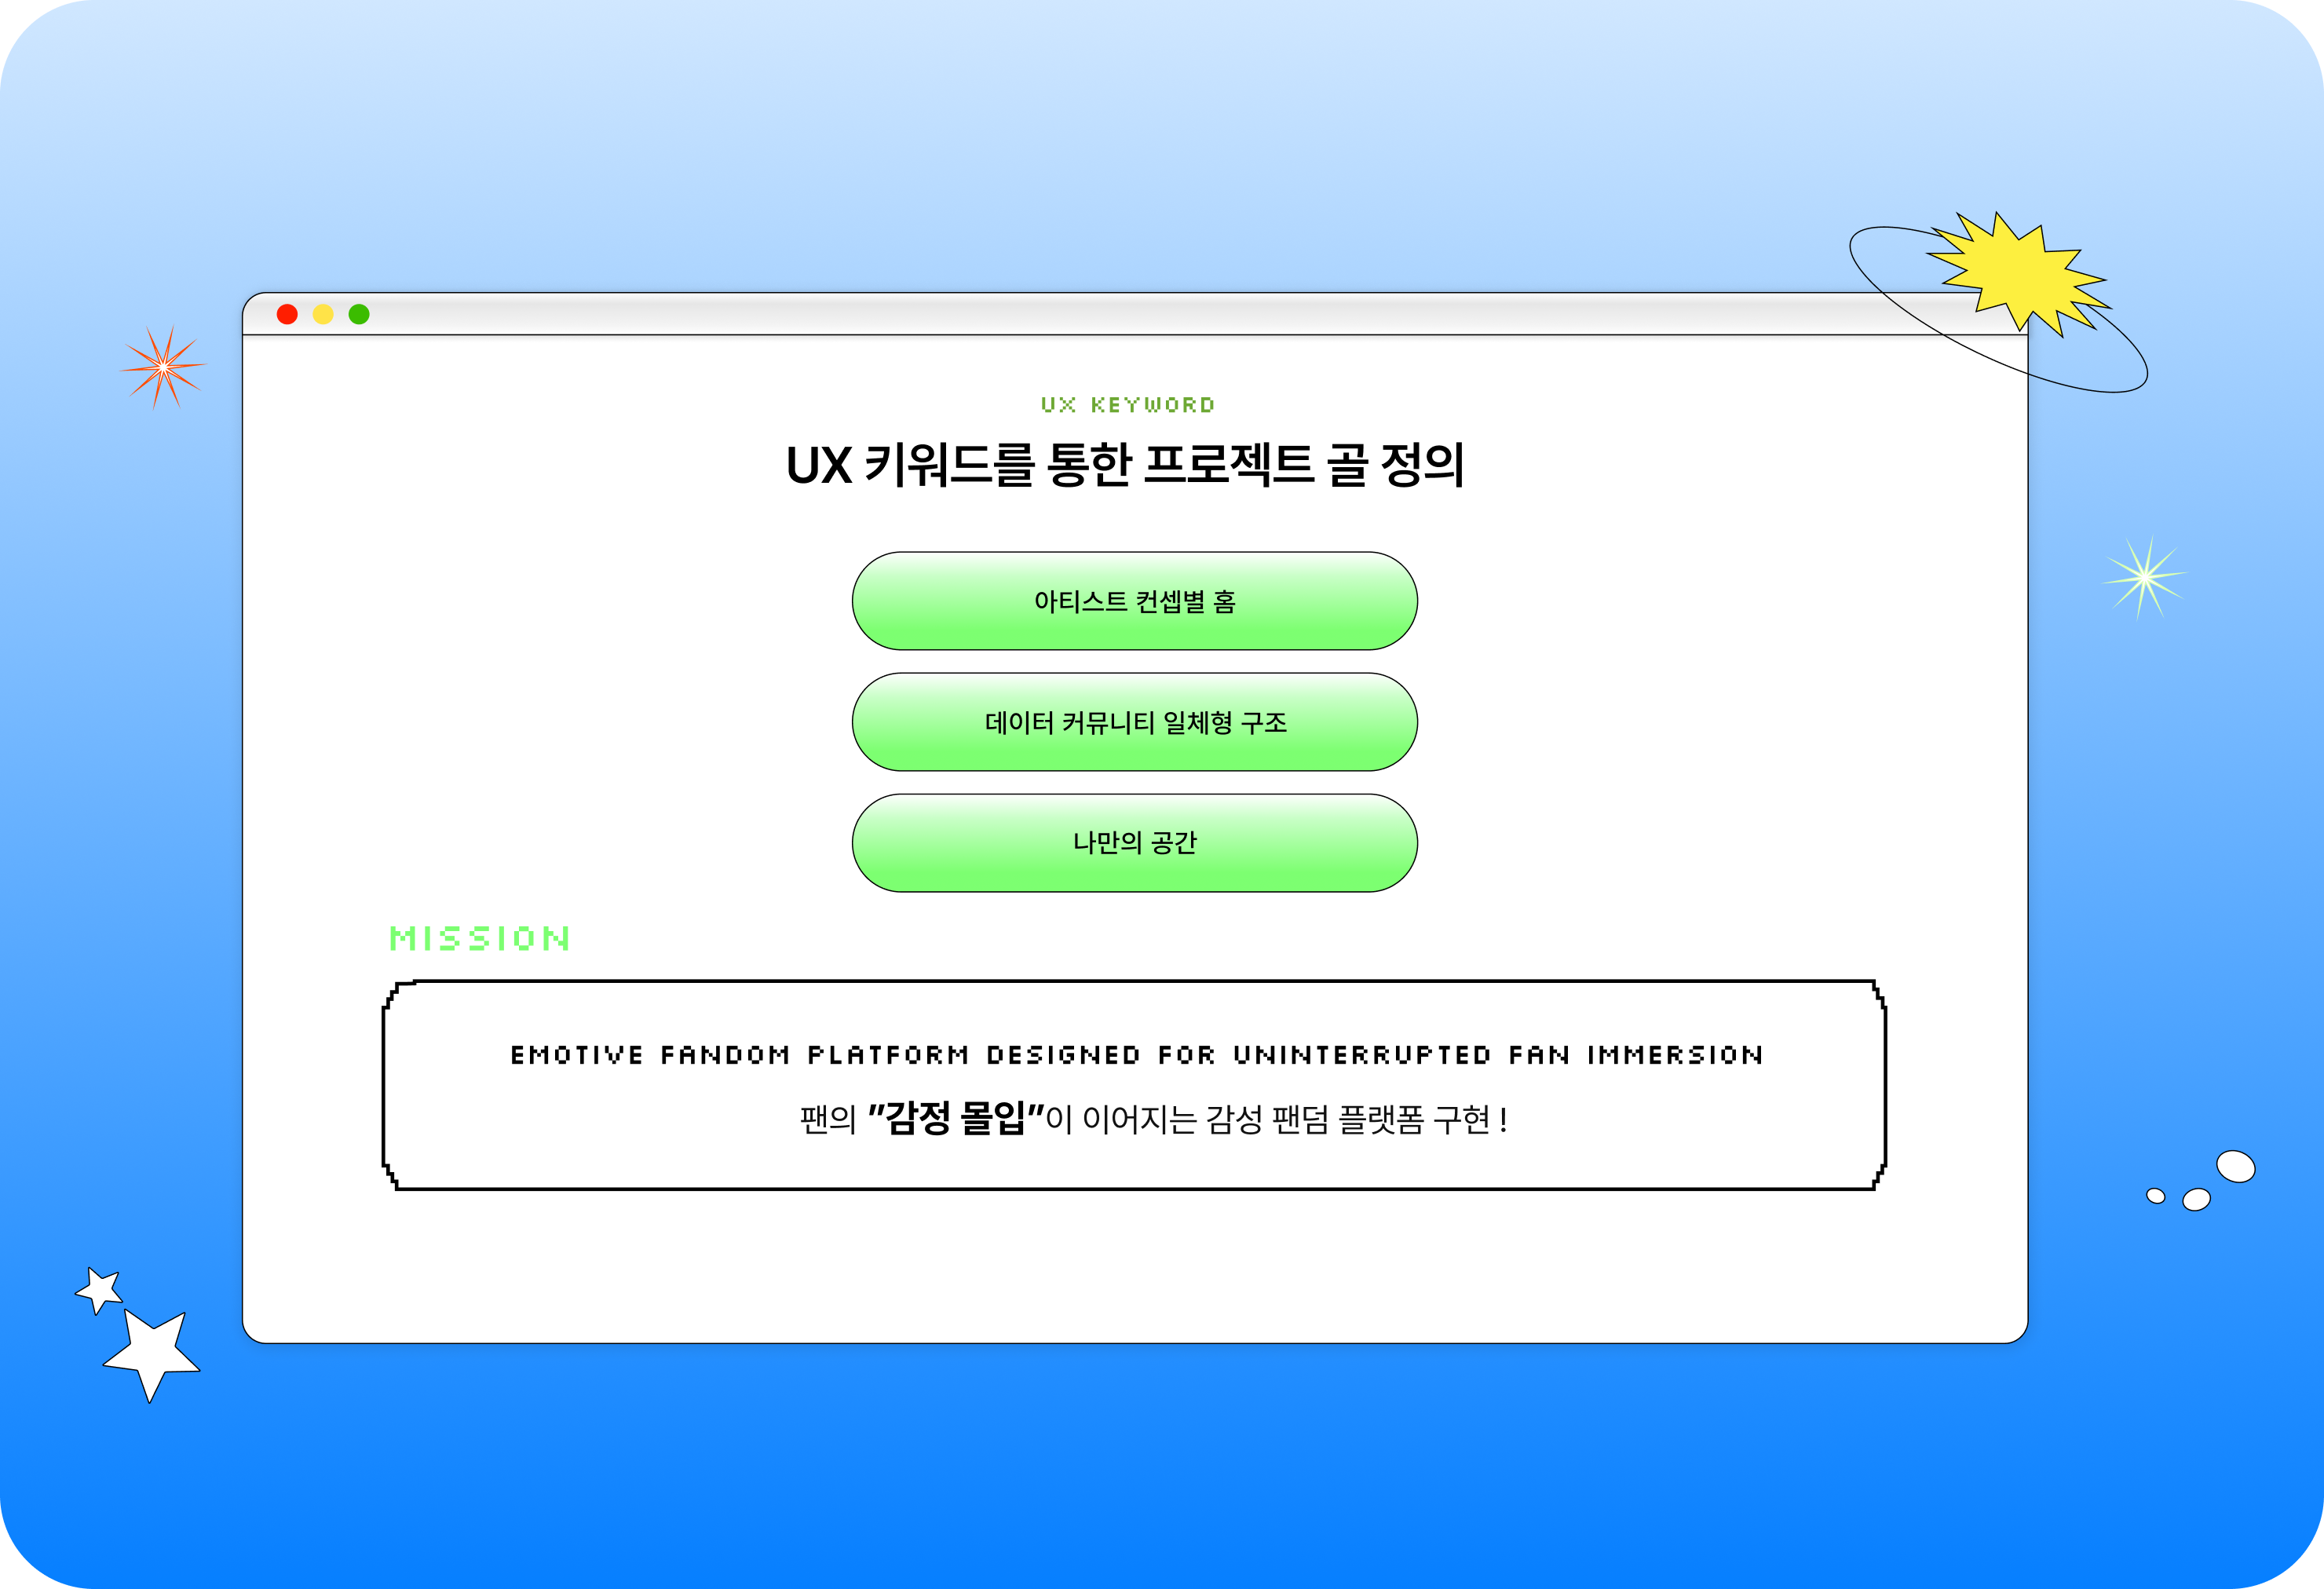 UX KEYWORD
UX 키워드를 통한 프로젝트 골 정의
아티스트 컨셉별 홈
데이터 커뮤니티 일체형 구조
나만의 공간
MISSION
EMOTIVE FANDOM PLATFORM DESIGNED FOR UNINTERRUPTED FAN IMMERSION
팬의 "감정 몰입"이 이어지는 감성 팬덤 플랫폼 구현 !